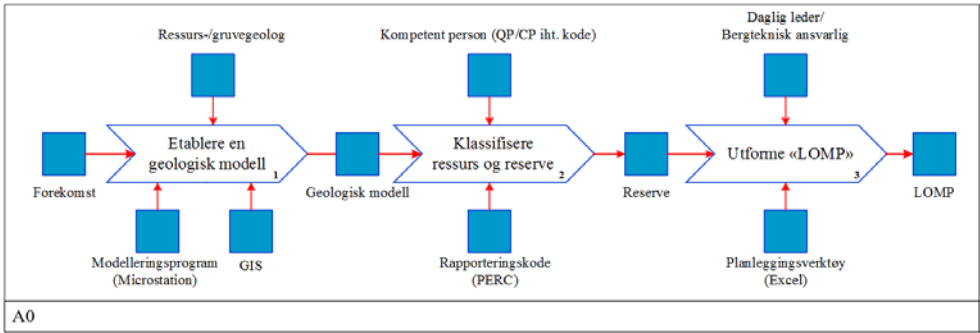 Ressurs-/gruvegeolog
Kompetent person (QP/CP iht. kode)
Daglig leder/
Bergteknisk ansvarlig
Etablere en
geologisk modell
1
Klassifisere
ressurs og reserve
2
Utforme «LOMP»
3
Forekomst
Geologisk modell
Reserve
LOMP
Modelleringsprogram
(Microstation)
GIS
Rapporteringskode
(PERC)
Planleggingsverktøy
(Excel)
A0